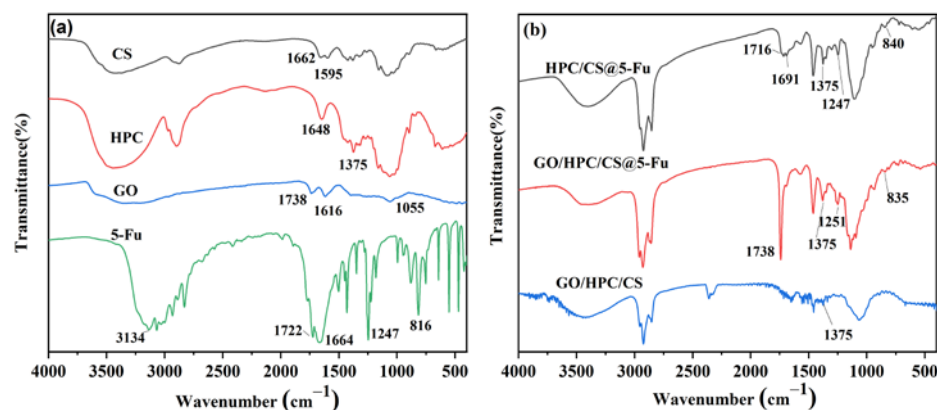 (a)
CS
1662
1595
HPC
1648
1375
GO
1738
1616
1055
5-Fu
3134
1722
1664
1247
816
Transmittance(%)
4000 3500 3000 2500 2000 1500 1000 500
Wavenumber (cm⁻¹)
(b)
840
1716
1691
1375
1247
HPC/CS@5-Fu
GO/HPC/CS@5-Fu
835
1251
1375
1738
GO/HPC/CS
1375
Transmittance(%)
4000 3500 3000 2500 2000 1500 1000 500
Wavenumber (cm⁻¹)